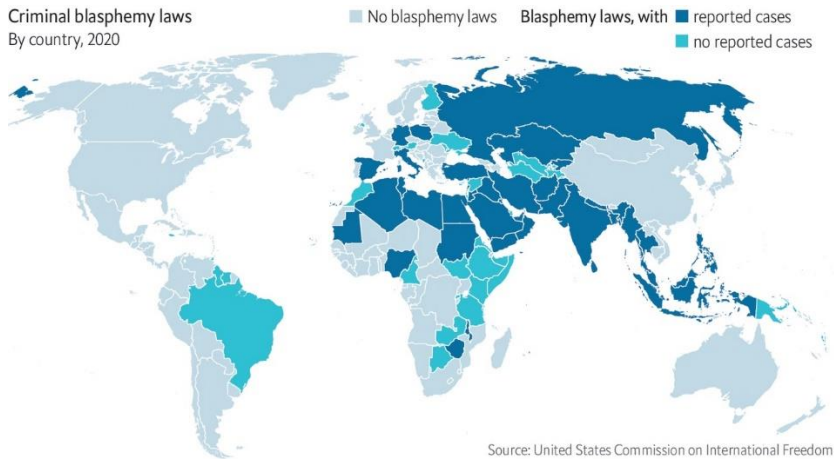 Criminal blasphemy laws
By country, 2020
No blasphemy laws
Blasphemy laws, with
reported cases
no reported cases
Source: United States Commission on International Freedom